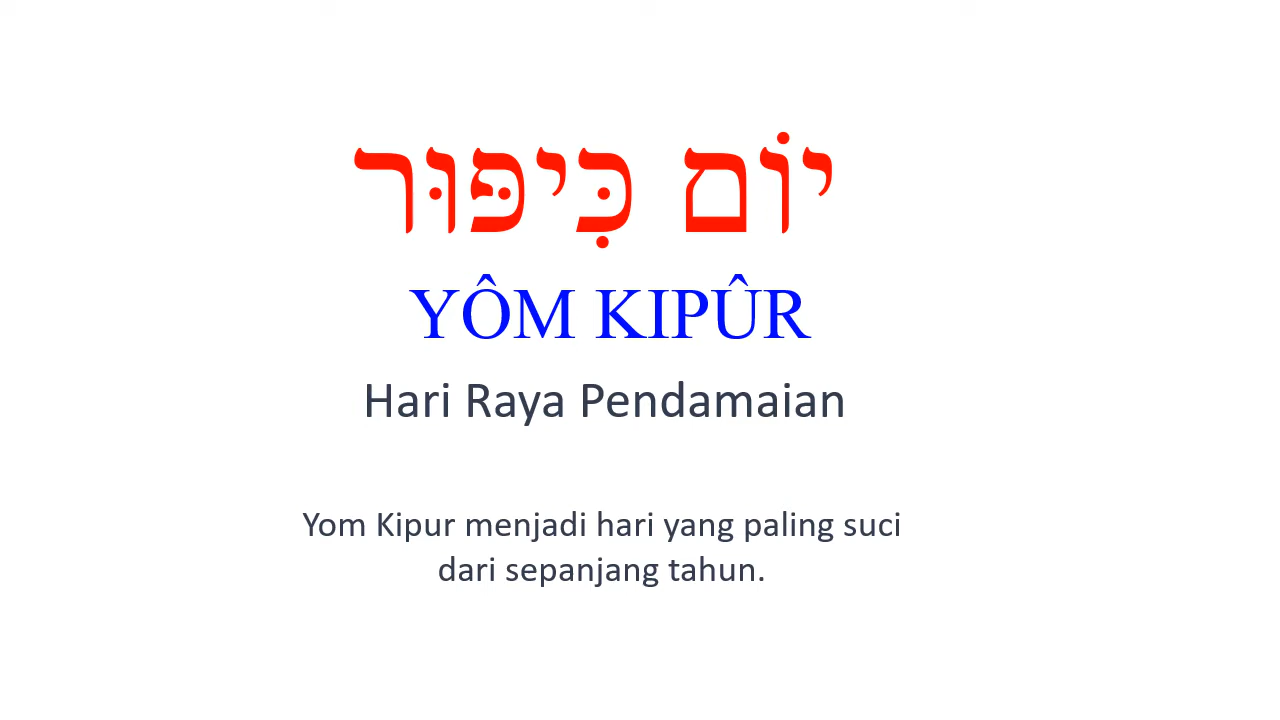 יוֹם כִּיפּוּר
YÔM KIPÛR
Hari Raya Pendamaian
Yom Kipur menjadi hari yang paling suci
dari sepanjang tahun.